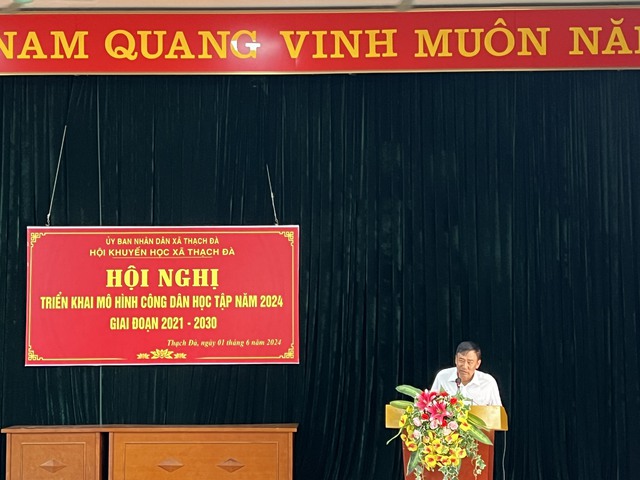 NAM QUANG VINH MUÔN NĂ
ỦY BAN NHÂN DÂN XÃ THẠCH ĐÀ
HỘI KHUYẾN HỌC XÃ THẠCH ĐÀ
HỘI NGHỊ
TRIỂN KHAI MÔ HÌNH CÔNG DÂN HỌC TẬP NĂM 2024
GIAI ĐOẠN 2021 - 2030
Thạch Đà, ngày 01 tháng 6 năm 2024